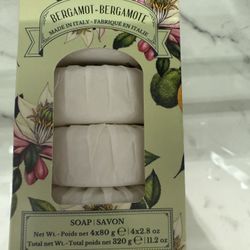 BERGAMOT-BERGAMOTE
MADE IN ITALY - FABRIQUÉ EN ITALIE
SOAP | SAVON
Net Wt. - Poids net 4x80 g | 4x2.8 oz
Total net Wt. - Total poids net 320 g | 11.2 oz